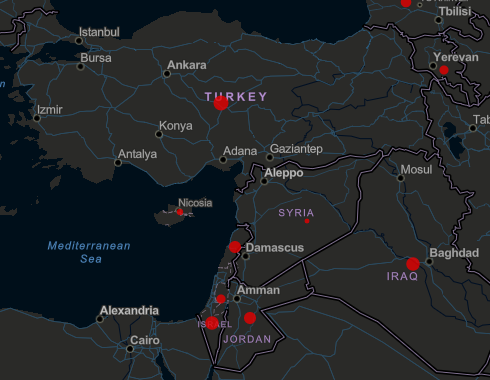 Tbilisi
Istanbul
Yerevan
Bursa
Ankara
TURKEY
Izmir
Konya
Tab
Adana
Gaziantep
Antalya
Aleppo
Mosul
Nicosia
SYRIA
Mediterranean
Sea
Damascus
Baghdad
IRAQ
Amman
Alexandria
ISRAEL
JORDAN
Cairo